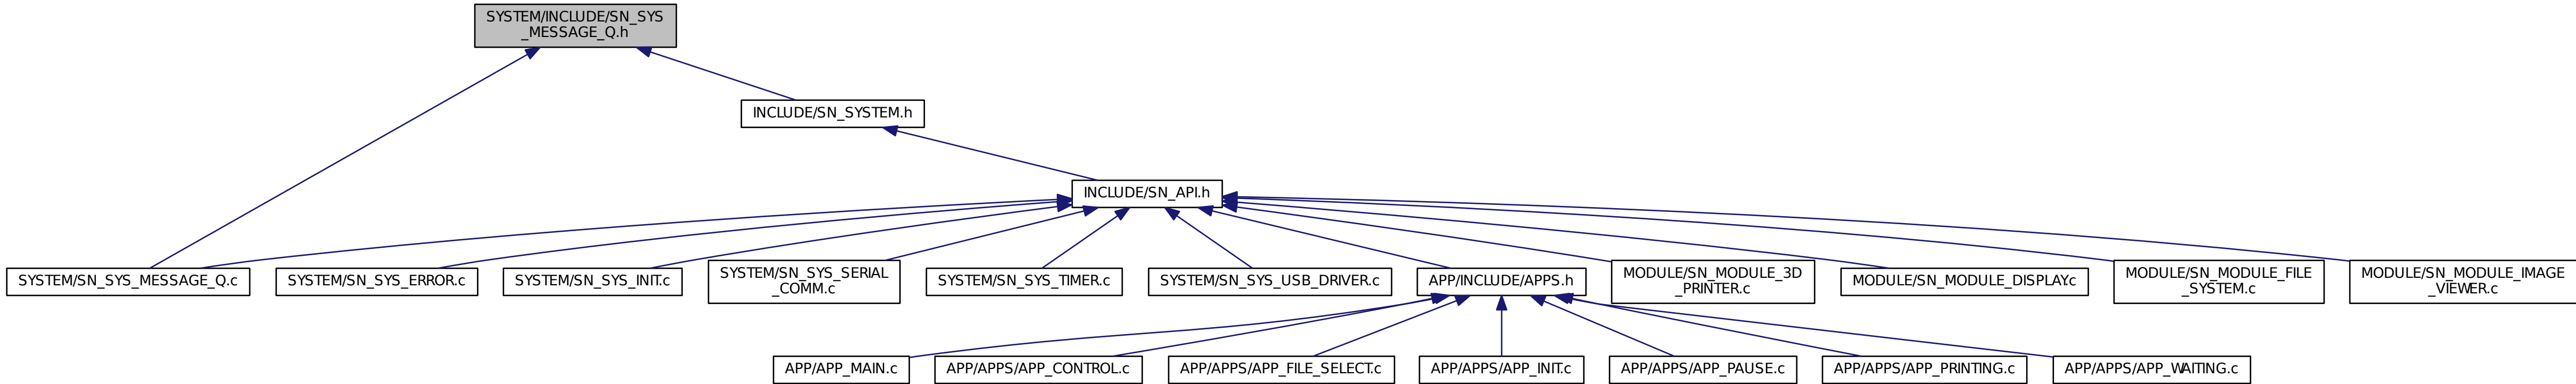 SYSTEM/INCLUDE/SN_SYS
_MESSAGE_Q.h
INCLUDE/SN_SYSTEM.h
INCLUDE/SN_API.h
SYSTEM/SN_SYS_MESSAGE_Q.c
SYSTEM/SN_SYS_ERROR.c
SYSTEM/SN_SYS_INIT.c
SYSTEM/SN_SYS_SERIAL
_COMM.c
SYSTEM/SN_SYS_TIMER.c
SYSTEM/SN_SYS_USB_DRIVER.c
APP/INCLUDE/APPS.h
MODULE/SN_MODULE_3D
_PRINTER.c
MODULE/SN_MODULE_DISPLAY.c
MODULE/SN_MODULE_FILE
_SYSTEM.c
MODULE/SN_MODULE_IMAGE
_VIEWER.c
APP/APP_MAIN.c
APP/APPS/APP_CONTROL.c
APP/APPS/APP_FILE_SELECT.c
APP/APPS/APP_INIT.c
APP/APPS/APP_PAUSE.c
APP/APPS/APP_PRINTING.c
APP/APPS/APP_WAITING.c